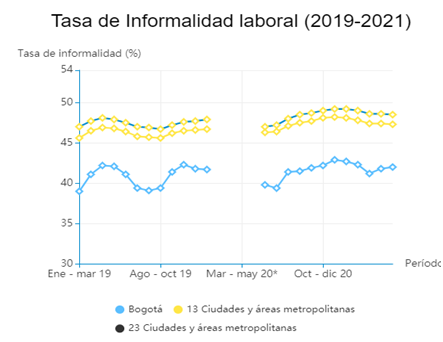 Tasa de Informalidad laboral (2019-2021)
Tasa de informalidad (%)
54
50
45
40
35
30
Ene - mar 19 Ago - oct 19 Mar - may 20* Oct - dic 20 Período
Bogotá 13 Ciudades y áreas metropolitanas
23 Ciudades y áreas metropolitanas